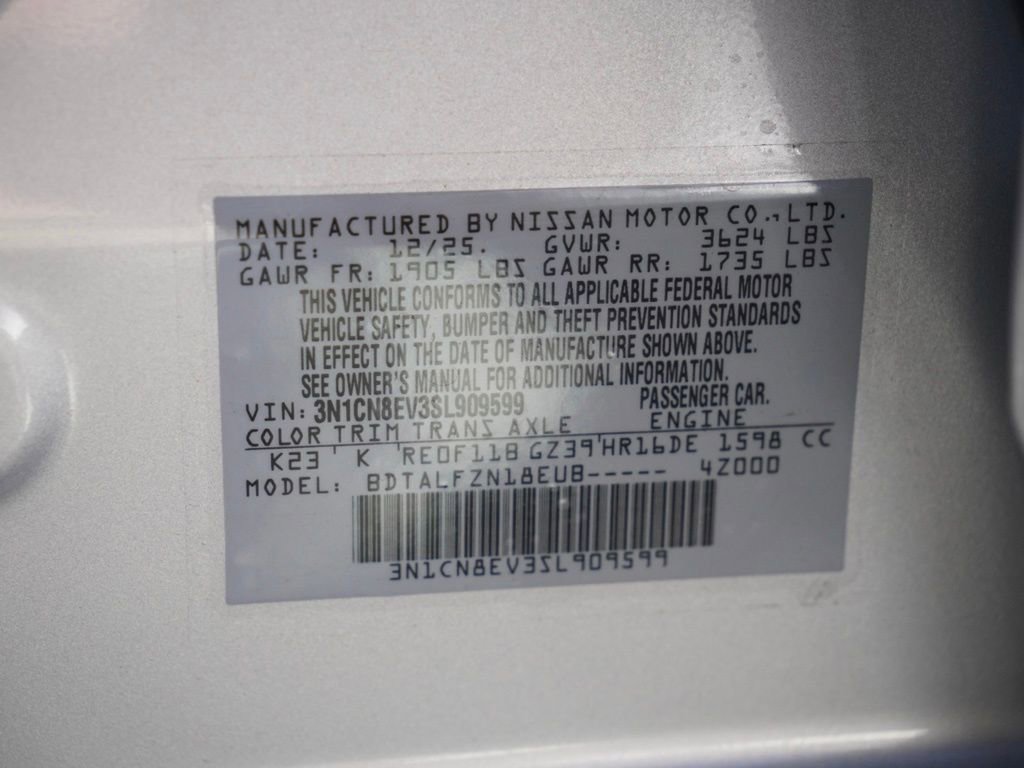 MANUFACTURED BY NISSAN MOTOR CO.,LTD.
DATE: 12/25. GVWR: 3624 LBS
GAWR FR: 1905 LBS GAWR RR: 1735 LBS
THIS VEHICLE CONFORMS TO ALL APPLICABLE FEDERAL MOTOR
VEHICLE SAFETY, BUMPER AND THEFT PREVENTION STANDARDS
IN EFFECT ON THE DATE OF MANUFACTURE SHOWN ABOVE.
SEE OWNER'S MANUAL FOR ADDITIONAL INFORMATION.
VIN: 3N1CN8EV3SL909599 PASSENGER CAR.
COLOR TRIM TRANS AXLE ENGINE
K23 K RE0F11B GZ39 HR16DE 1598 CC
MODEL: BDTALFZN18EUB----- 4Z000
3N1CN8EV3SL909599